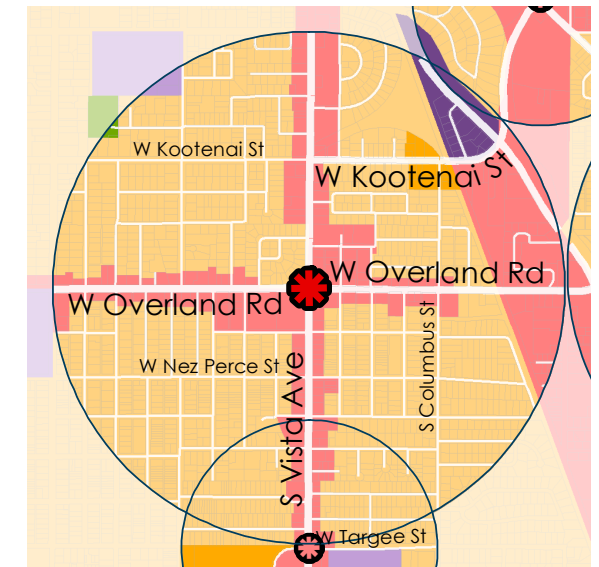 W Kootenai St
W Kootenai St
W Overland Rd
W Overland Rd
W Nez Perce St
S Columbus St
S Vista Ave
W Targee St